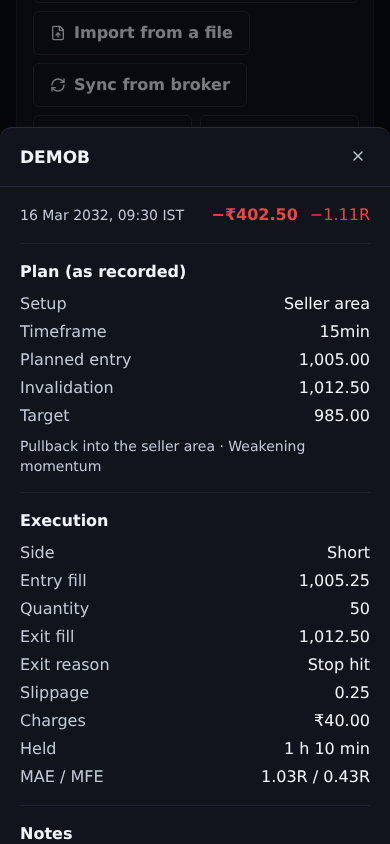 Import from a file
Sync from broker
DEMOB ×
16 Mar 2032, 09:30 IST −₹402.50 −1.11R
Plan (as recorded)
Setup Seller area
Timeframe 15min
Planned entry 1,005.00
Invalidation 1,012.50
Target 985.00
Pullback into the seller area · Weakening
momentum
Execution
Side Short
Entry fill 1,005.25
Quantity 50
Exit fill 1,012.50
Exit reason Stop hit
Slippage 0.25
Charges ₹40.00
Held 1 h 10 min
MAE / MFE 1.03R / 0.43R
Notes